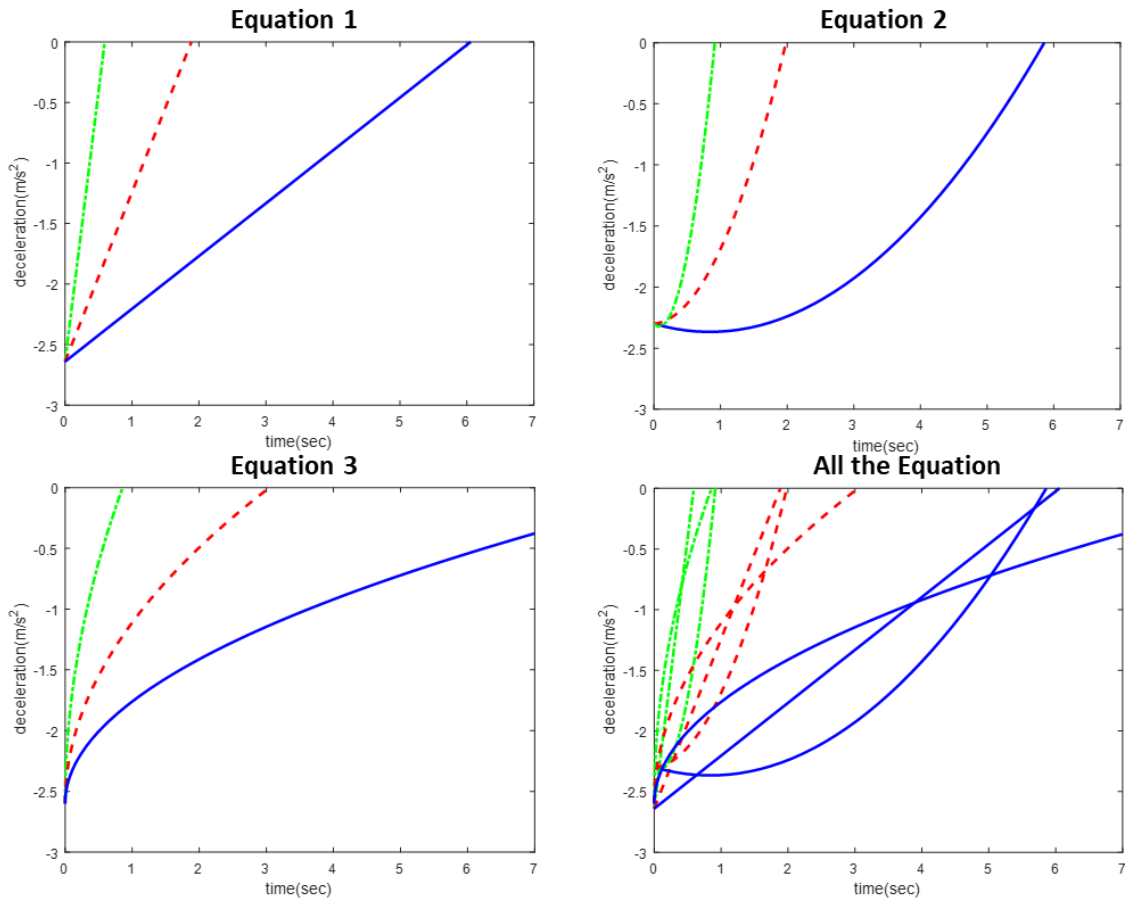 Equation 1
0
-0.5
-1
-1.5
-2
-2.5
-3
deceleration(m/s²)
0 1 2 3 4 5 6 7
time(sec)
Equation 2
0
-0.5
-1
-1.5
-2
-2.5
-3
deceleration(m/s²)
0 1 2 3 4 5 6 7
time(sec)
Equation 3
0
-0.5
-1
-1.5
-2
-2.5
-3
deceleration(m/s²)
0 1 2 3 4 5 6 7
time(sec)
All the Equation
0
-0.5
-1
-1.5
-2
-2.5
-3
deceleration(m/s²)
0 1 2 3 4 5 6 7
time(sec)